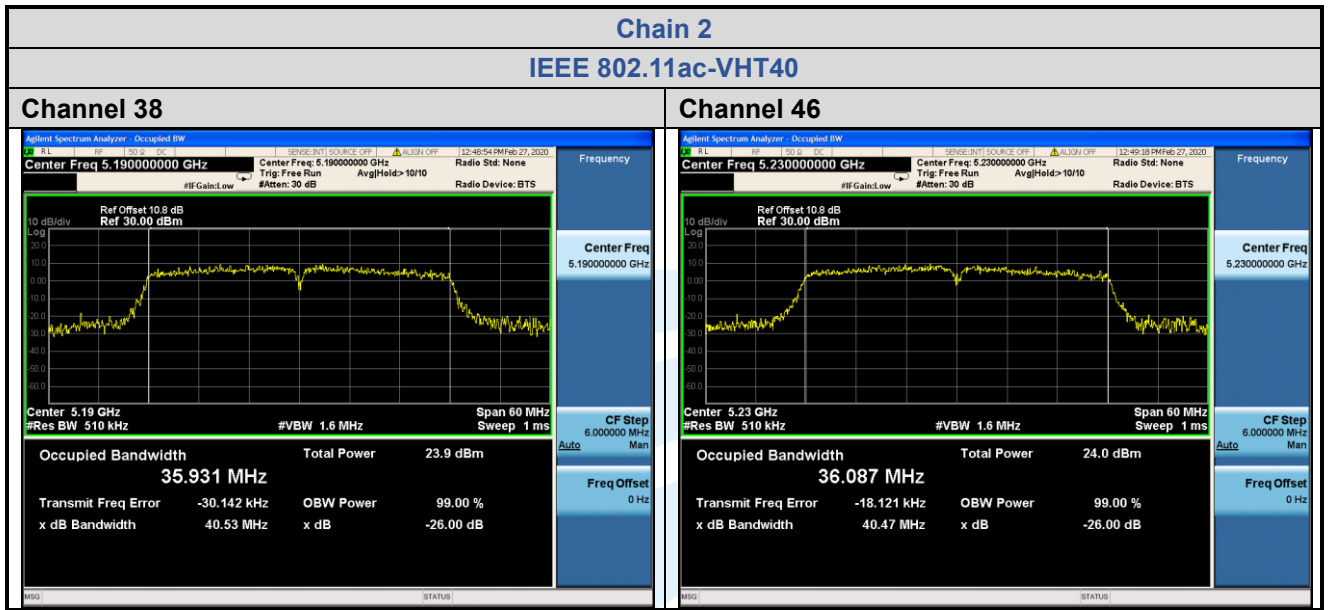 Chain 2
IEEE 802.11ac-VHT40
Channel 38
Agilent Spectrum Analyzer - Occupied BW
RL RF 50 Ω DC SENSE:INT SOURCE OFF ALIGN OFF 12:48:54 PM Feb 27, 2020
Center Freq 5.190000000 GHz
Center Freq: 5.190000000 GHz
Radio Std: None
Trig: Free Run Avg|Hold:> 10/10
#IFGain:Low #Atten: 30 dB Radio Device: BTS
Ref Offset 10.8 dB
10 dB/div Ref 30.00 dBm
Log
20.0
10.0
0.00
-10.0
-20.0
-30.0
-40.0
-50.0
-60.0
Center 5.19 GHz Span 60 MHz
#Res BW 510 kHz #VBW 1.6 MHz Sweep 1 ms
Occupied Bandwidth Total Power 23.9 dBm
35.931 MHz
Transmit Freq Error -30.142 kHz OBW Power 99.00 %
x dB Bandwidth 40.53 MHz x dB -26.00 dB
MSG STATUS
Frequency
Center Freq
5.190000000 GHz
CF Step
6.000000 MHz
Auto Man
Freq Offset
0 Hz
Channel 46
Agilent Spectrum Analyzer - Occupied BW
RL RF 50 Ω DC SENSE:INT SOURCE OFF ALIGN OFF 12:49:18 PM Feb 27, 2020
Center Freq 5.230000000 GHz
Center Freq: 5.230000000 GHz
Radio Std: None
Trig: Free Run Avg|Hold:> 10/10
#IFGain:Low #Atten: 30 dB Radio Device: BTS
Ref Offset 10.8 dB
10 dB/div Ref 30.00 dBm
Log
20.0
10.0
0.00
-10.0
-20.0
-30.0
-40.0
-50.0
-60.0
Center 5.23 GHz Span 60 MHz
#Res BW 510 kHz #VBW 1.6 MHz Sweep 1 ms
Occupied Bandwidth Total Power 24.0 dBm
36.087 MHz
Transmit Freq Error -18.121 kHz OBW Power 99.00 %
x dB Bandwidth 40.47 MHz x dB -26.00 dB
MSG STATUS
Frequency
Center Freq
5.230000000 GHz
CF Step
6.000000 MHz
Auto Man
Freq Offset
0 Hz